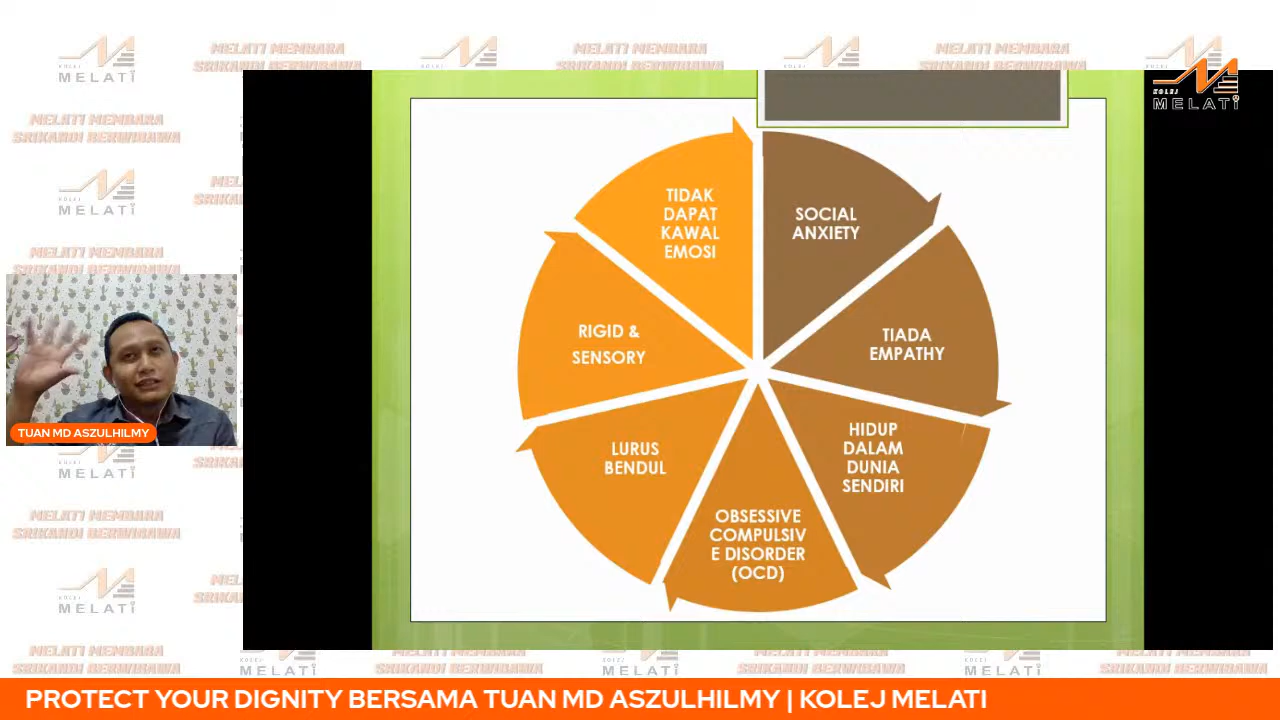 MELATI MEMBARA
SRIKANDI BERWIBAWA
KOLEJ
MELATi
TIDAK
DAPAT
KAWAL
EMOSI
SOCIAL
ANXIETY
TIADA
EMPATHY
HIDUP
DALAM
DUNIA
SENDIRI
OBSESSIVE
COMPULSIV
E DISORDER
(OCD)
LURUS
BENDUL
RIGID &
SENSORY
TUAN MD ASZULHILMY
PROTECT YOUR DIGNITY BERSAMA TUAN MD ASZULHILMY | KOLEJ MELATI